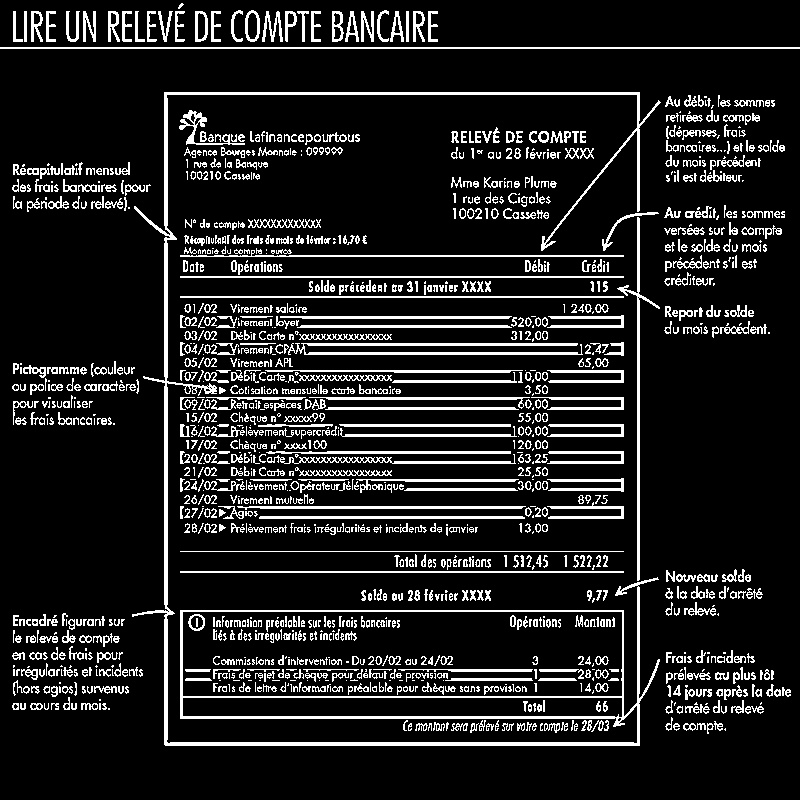 LIRE UN RELEVÉ DE COMPTE BANCAIRE
Banque lafinancepourtous
Agence Bourges Monnaie : 099999
1 rue de la Banque
100210 Cassette
RELEVÉ DE COMPTE
du 1er au 28 février XXXX
Mme Karine Plume
1 rue des Cigales
100210 Cassette
N° de compte XXXXXXXXXXXXX
Récapitulatif des frais du mois de février : 16,70 €
Monnaie du compte : euros
Date Opérations Débit Crédit
Solde précédent au 31 janvier XXXX 115
01/02 Virement salaire 1 240,00
02/02 Virement loyer 520,00
03/02 Débit Carte n°xxxxxxxxxxxxxxxx 312,00
04/02 Virement CPAM 12,47
05/02 Virement APL 65,00
07/02 Débit Carte n°xxxxxxxxxxxxxxxx 110,00
08/02 Cotisation mensuelle carte bancaire 3,50
09/02 Retrait espèces DAB 60,00
15/02 Chèque n° xxxxx99 55,00
16/02 Prélèvement supercrédit 100,00
17/02 Chèque n° xxxx100 120,00
20/02 Débit Carte n°xxxxxxxxxxxxxxxx 163,25
21/02 Débit Carte n°xxxxxxxxxxxxxxxx 25,50
24/02 Prélèvement Opérateur téléphonique 30,00
26/02 Virement mutuelle 89,75
27/02 Agios 0,20
28/02 Prélèvement frais irrégularités et incidents de janvier 13,00
Total des opérations 1 512,45 1 522,22
Solde au 28 février XXXX 9,77
Information préalable sur les frais bancaires Opérations Montant
liés à des irrégularités et incidents
Commissions d'intervention - Du 20/02 au 24/02 3 24,00
Frais de rejet de chèque pour défaut de provision 1 28,00
Frais de lettre d'information préalable pour chèque sans provision 1 14,00
Total 66
Ce montant sera prélevé sur votre compte le 28/03
Récapitulatif mensuel
des frais bancaires (pour
la période du relevé).
Pictogramme (couleur
ou police de caractère)
pour visualiser
les frais bancaires.
Encadré figurant sur
le relevé de compte
en cas de frais pour
irrégularités et incidents
(hors agios) survenus
au cours du mois.
Au débit, les sommes
retirées du compte
(dépenses, frais
bancaires...) et le solde
du mois précédent
s'il est débiteur.
Au crédit, les sommes
versées sur le compte
et le solde du mois
précédent s'il est
créditeur.
Report du solde
du mois précédent.
Nouveau solde
à la date d'arrêté
du relevé.
Frais d'incidents
prélevés au plus tôt
14 jours après la date
d'arrêté du relevé
de compte.